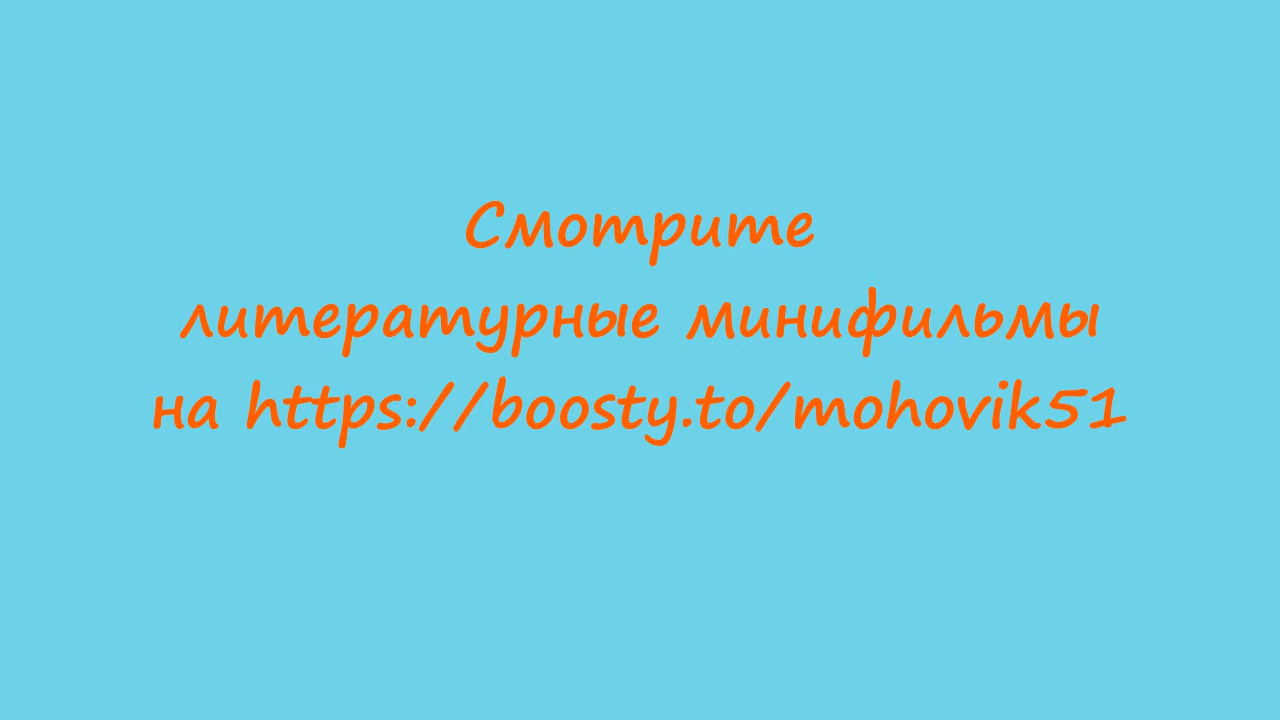 Смотрите
литературные минифильмы
на https://boosty.to/mohovik51